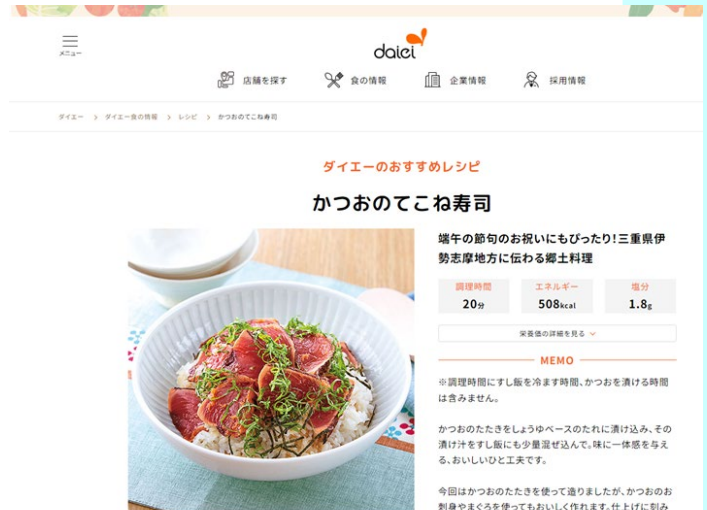 daiei
メニュー
店舗を探す 食の情報 企業情報 採用情報
ダイエー > ダイエー食の情報 > レシピ > かつおのてこね寿司
ダイエーのおすすめレシピ
かつおのてこね寿司
端午の節句のお祝いにもぴったり!三重県伊
勢志摩地方に伝わる郷土料理
調理時間 エネルギー 塩分
20分 508kcal 1.8g
栄養価の詳細を見る
MEMO
※調理時間にすし飯を冷ます時間、かつおを漬ける時間
は含みません。
かつおのたたきをしょうゆベースのたれに漬け込み、その
漬け汁をすし飯にも少量混ぜ込んで。味に一体感を与え
る、おいしいひと工夫です。
今回はかつおのたたきを使って造りましたが、かつおのお
刺身やまぐろを使ってもおいしく作れます。仕上げに刻み